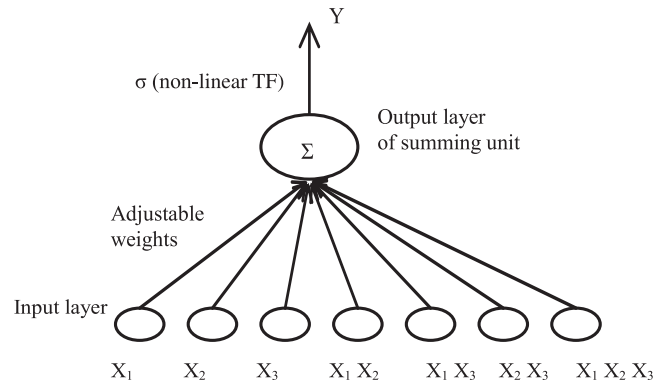 Y
σ (non-linear TF)
Output layer
of summing unit
Σ
Adjustable
weights
Input layer
X₁ X₂ X₃ X₁ X₂ X₁ X₃ X₂ X₃ X₁ X₂ X₃